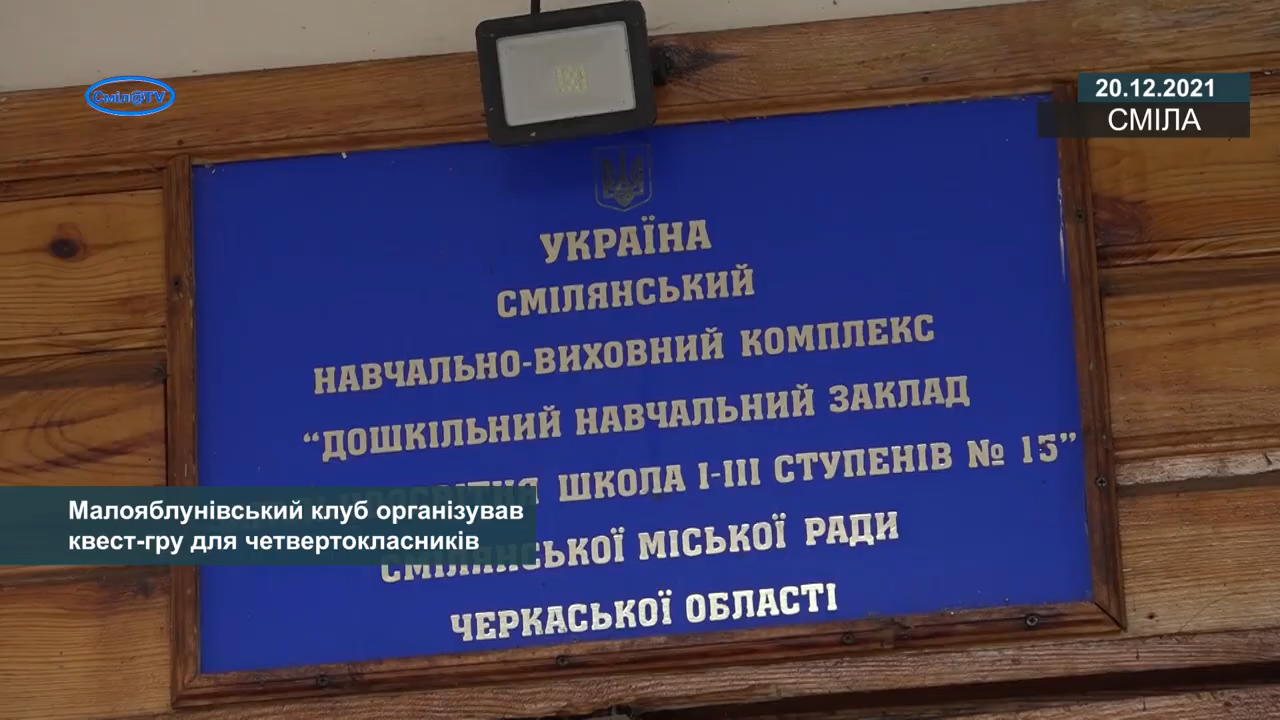 Сміл@TV
20.12.2021
СМІЛА
УКРАЇНА
СМІЛЯНСЬКИЙ
НАВЧАЛЬНО-ВИХОВНИЙ КОМПЛЕКС
“ДОШКІЛЬНИЙ НАВЧАЛЬНИЙ ЗАКЛАД
ШКОЛА І-ІІІ СТУПЕНІВ № 15”
СМІЛЯНСЬКОЇ МІСЬКОЇ РАДИ
ЧЕРКАСЬКОЇ ОБЛАСТІ
Малояблунівський клуб організував
квест-гру для четвертокласників